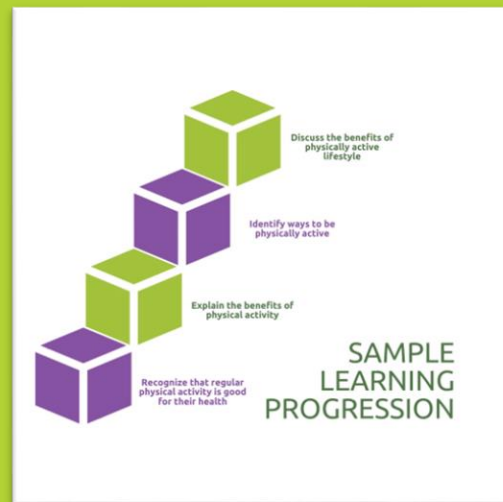 Discuss the benefits of
physically active
lifestyle
Identify ways to be
physically active
Explain the benefits of
physical activity
Recognize that regular
physical activity is good
for their health
SAMPLE
LEARNING
PROGRESSION